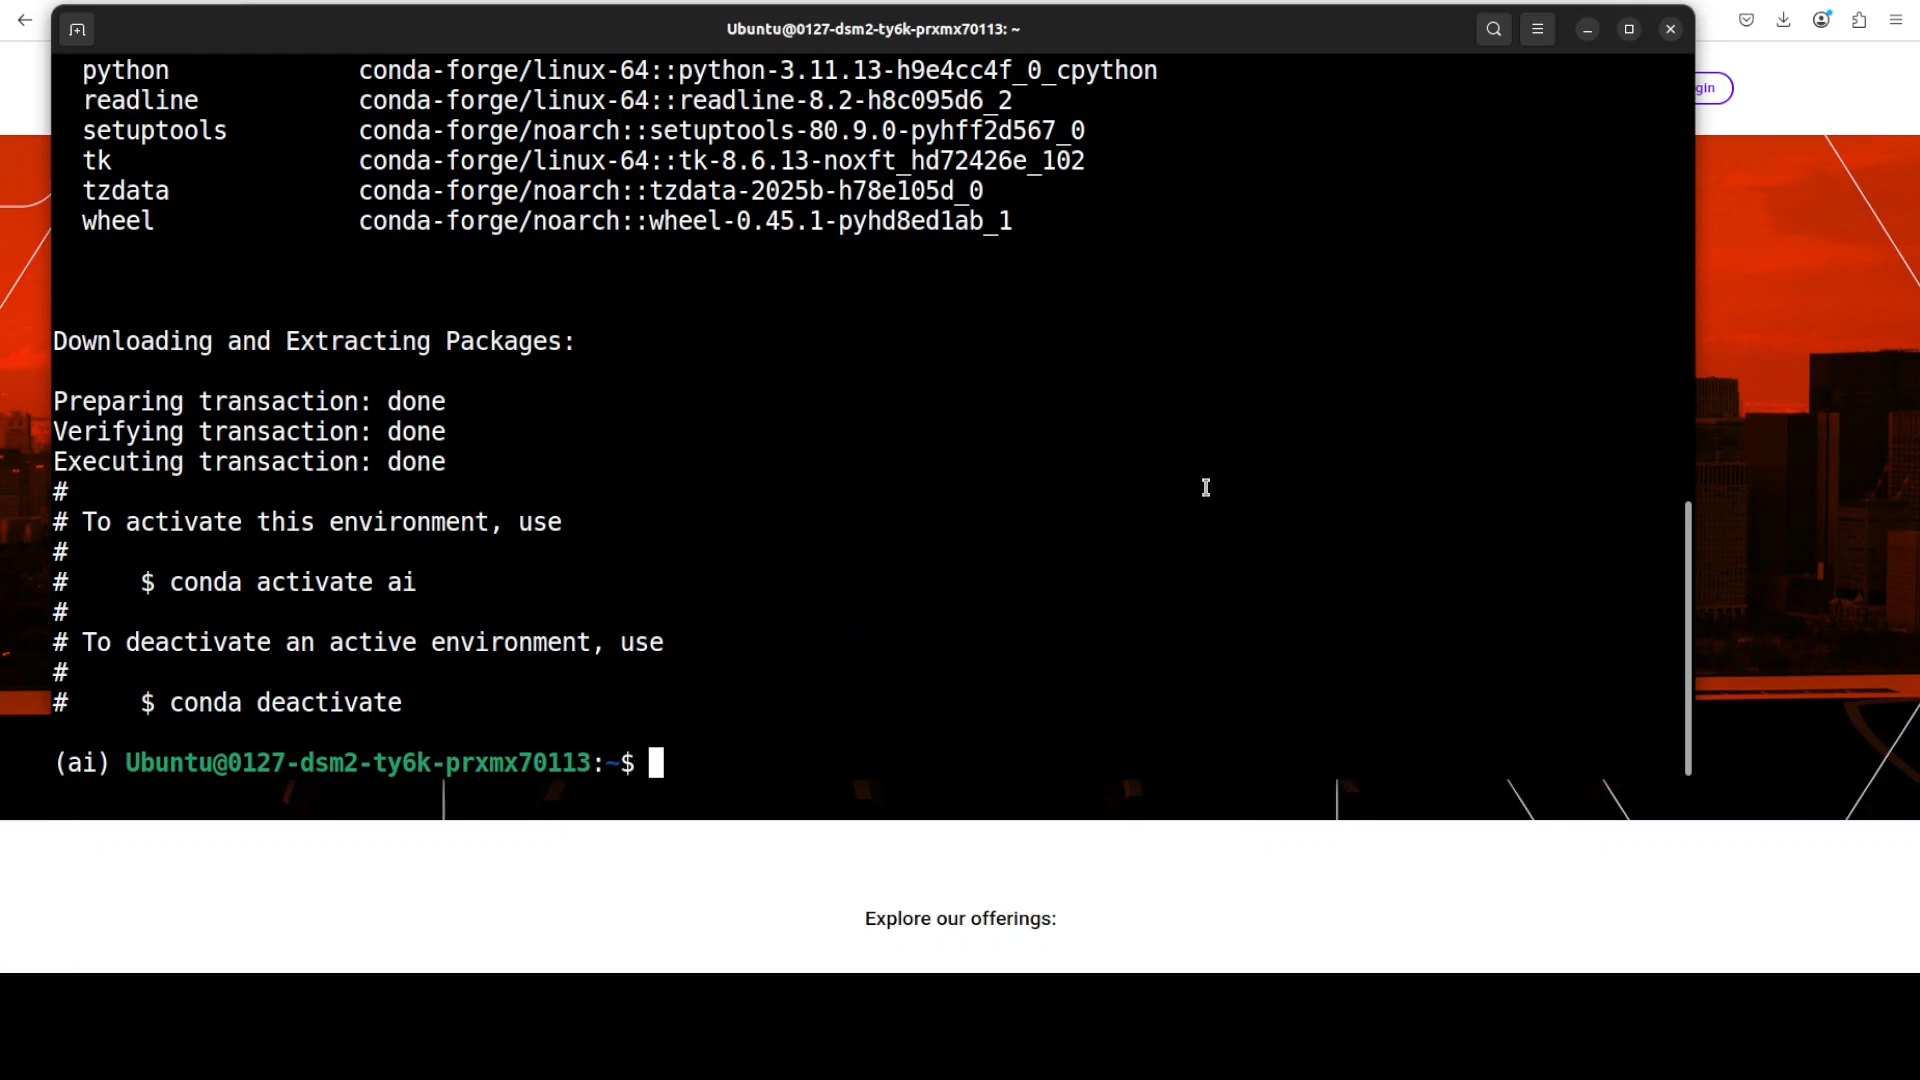 Ubuntu@0127-dsm2-ty6k-prxmx70113: ~
gin
python conda-forge/linux-64::python-3.11.13-h9e4cc4f_0_cpython
readline conda-forge/linux-64::readline-8.2-h8c095d6_2
setuptools conda-forge/noarch::setuptools-80.9.0-pyhff2d567_0
tk conda-forge/linux-64::tk-8.6.13-noxft_hd72426e_102
tzdata conda-forge/noarch::tzdata-2025b-h78e105d_0
wheel conda-forge/noarch::wheel-0.45.1-pyhd8ed1ab_1
Downloading and Extracting Packages:
Preparing transaction: done
Verifying transaction: done
Executing transaction: done
#
# To activate this environment, use
#
# $ conda activate ai
#
# To deactivate an active environment, use
#
# $ conda deactivate
(ai) Ubuntu@0127-dsm2-ty6k-prxmx70113:~$
Explore our offerings: